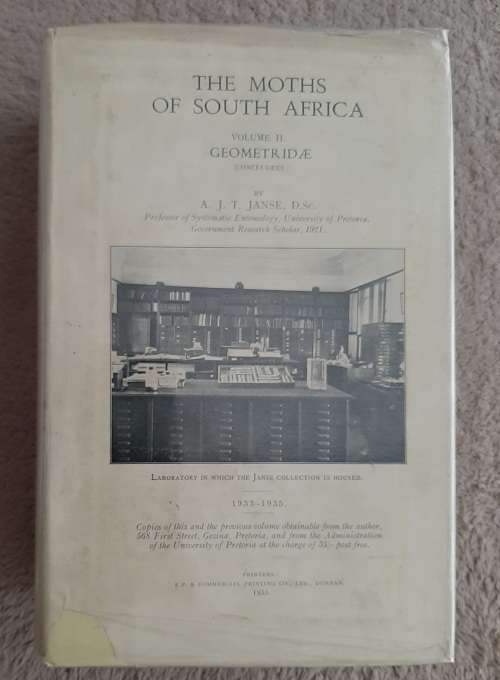 THE MOTHS
OF SOUTH AFRICA
VOLUME II.
GEOMETRIDÆ
(CONCLUDED)
BY
A. J. T. JANSE, D.Sc.
Professor of Systematic Entomology, University of Pretoria.
Government Research Scholar, 1921.
LABORATORY IN WHICH THE JANSE COLLECTION IS HOUSED.
1933-1935.
Copies of this and the previous volume obtainable from the author,
568 First Street, Gezina, Pretoria, and from the Administration
of the University of Pretoria at the charge of 35/- post free.
PRINTERS:
E.P. & COMMERCIAL PRINTING CO., LTD., DURBAN.
1935.